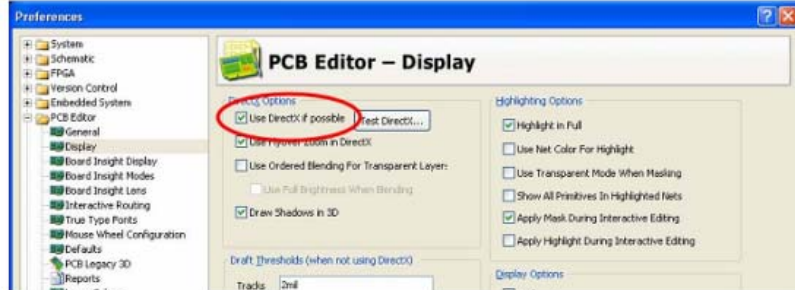 Preferences
System
Schematic
FPGA
Version Control
Embedded System
PCB Editor
General
Display
Board Insight Display
Board Insight Modes
Board Insight Lens
Interactive Routing
True Type Fonts
Mouse Wheel Configuration
Defaults
PCB Legacy 3D
Reports
PCB Editor – Display
DirectX Options
Use DirectX if possible
Test DirectX...
Use Flyover Zoom in DirectX
Use Ordered Blending For Transparent Layer:
Use Full Brightness When Blending
Draw Shadows in 3D
Draft Thresholds (when not using DirectX)
Tracks 2mil
Highlighting Options
Highlight in Full
Use Net Color For Highlight
Use Transparent Mode When Masking
Show All Primitives In Highlighted Nets
Apply Mask During Interactive Editing
Apply Highlight During Interactive Editing
Display Options